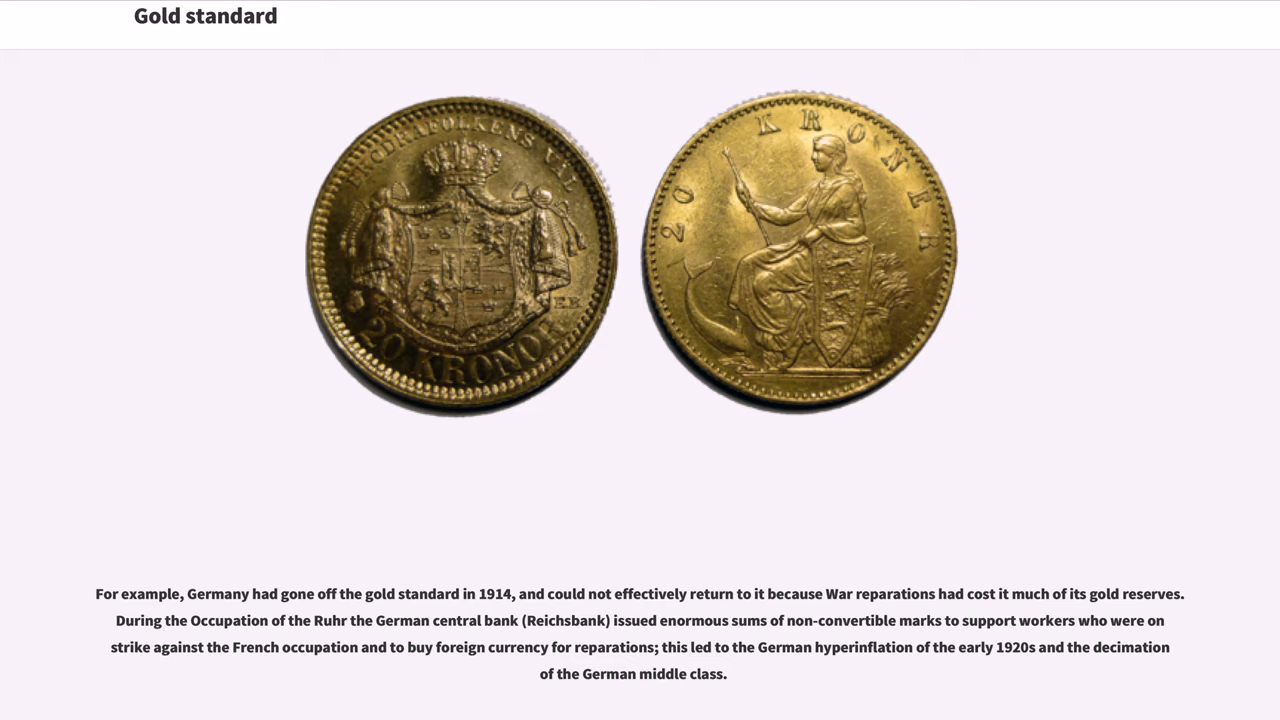 Gold standard
BRÖDRAFOLKENS VÄL
20 KRONER
E.B.
20 KRONOR
For example, Germany had gone off the gold standard in 1914, and could not effectively return to it because War reparations had cost it much of its gold reserves.
During the Occupation of the Ruhr the German central bank (Reichsbank) issued enormous sums of non-convertible marks to support workers who were on
strike against the French occupation and to buy foreign currency for reparations; this led to the German hyperinflation of the early 1920s and the decimation
of the German middle class.